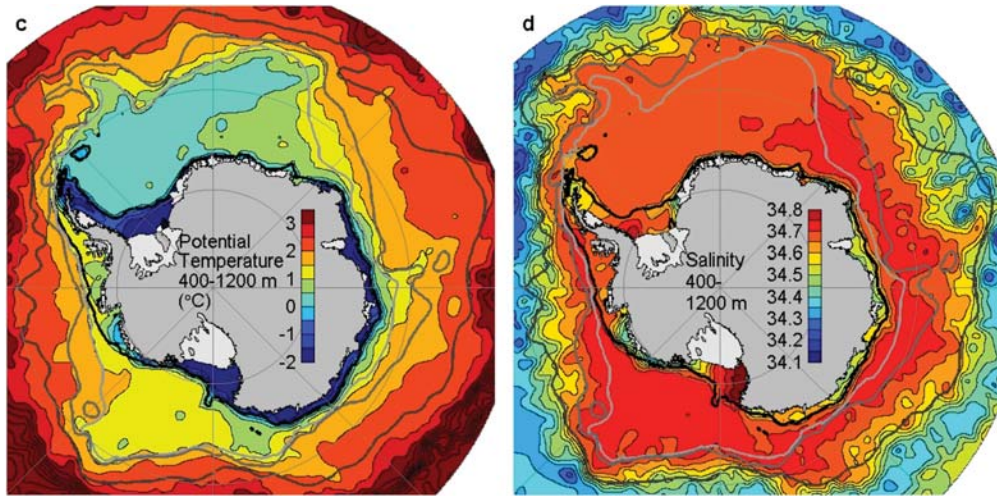 c
Potential
Temperature
400-1200 m
(°C)
3
2
1
0
-1
-2
d
Salinity
400-
1200 m
34.8
34.7
34.6
34.5
34.4
34.3
34.2
34.1